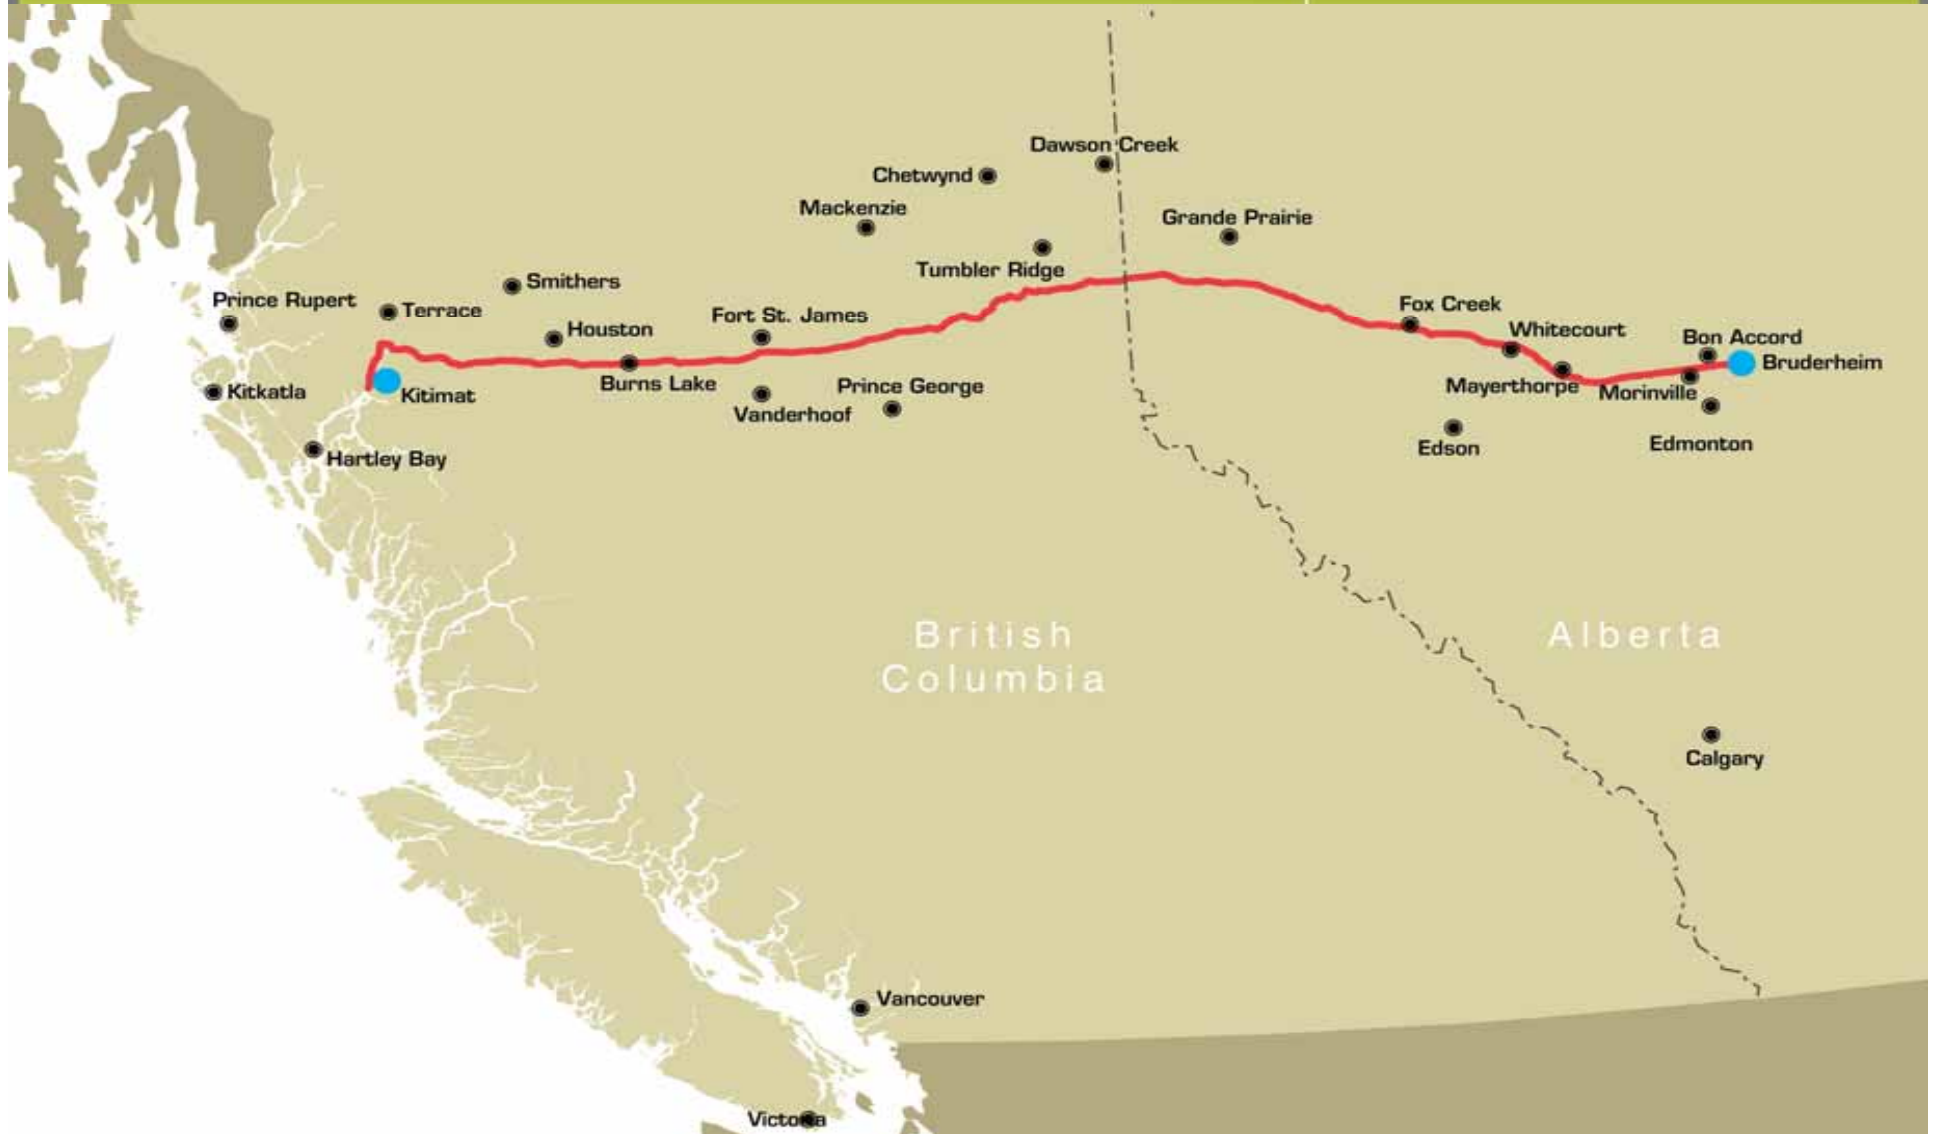 Dawson Creek
Chetwynd
Mackenzie
Grande Prairie
Tumbler Ridge
Smithers
Prince Rupert
Terrace
Fox Creek
Fort St. James
Houston
Whitecourt
Bon Accord
Bruderheim
Burns Lake
Prince George
Mayerthorpe
Morinville
Kitkatla
Kitimat
Vanderhoof
Edson
Edmonton
Hartley Bay
British
Columbia
Alberta
Calgary
Vancouver
Victoria